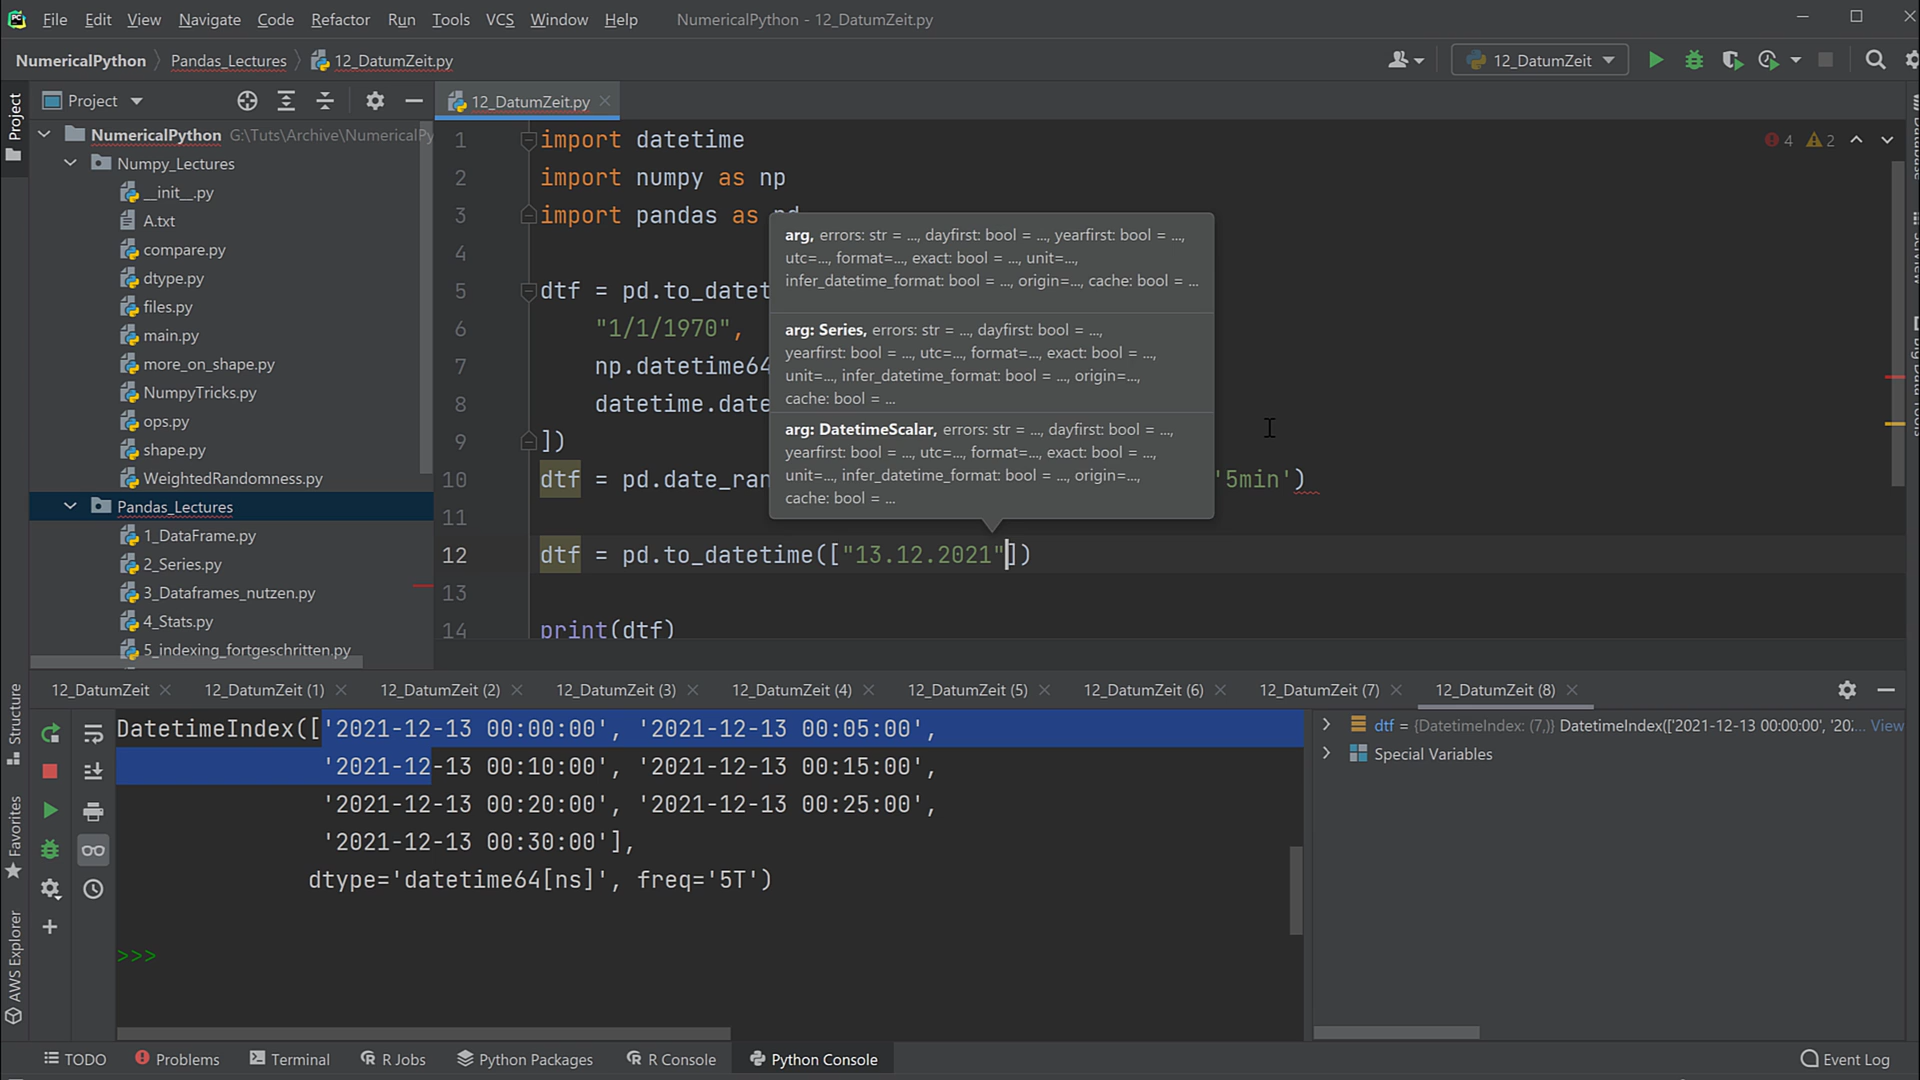 File Edit View Navigate Code Refactor Run Tools VCS Window Help NumericalPython - 12_DatumZeit.py
NumericalPython Pandas_Lectures 12_DatumZeit.py 12_DatumZeit
Project
Project
12_DatumZeit.py
NumericalPython G:\Tuts\Archive\NumericalPy
Numpy_Lectures
__init__.py
A.txt
compare.py
dtype.py
files.py
main.py
more_on_shape.py
NumpyTricks.py
ops.py
shape.py
WeightedRandomness.py
Pandas_Lectures
1_DataFrame.py
2_Series.py
3_Dataframes_nutzen.py
4_Stats.py
5_indexing_fortgeschritten.py
4 2
1 import datetime
2 import numpy as np
3 import pandas as pd
4
5 dtf = pd.to_datet
6 "1/1/1970",
7 np.datetime64
8 datetime.date
9 ])
10 dtf = pd.date_ran '5min')
11
12 dtf = pd.to_datetime(["13.12.2021"])
13
14 print(dtf)
arg, errors: str = ..., dayfirst: bool = ..., yearfirst: bool = ...,
utc=..., format=..., exact: bool = ..., unit=...,
infer_datetime_format: bool = ..., origin=..., cache: bool = ...
arg: Series, errors: str = ..., dayfirst: bool = ...,
yearfirst: bool = ..., utc=..., format=..., exact: bool = ...,
unit=..., infer_datetime_format: bool = ..., origin=...,
cache: bool = ...
arg: DatetimeScalar, errors: str = ..., dayfirst: bool = ...,
yearfirst: bool = ..., utc=..., format=..., exact: bool = ...,
unit=..., infer_datetime_format: bool = ..., origin=...,
cache: bool = ...
12_DatumZeit 12_DatumZeit (1) 12_DatumZeit (2) 12_DatumZeit (3) 12_DatumZeit (4) 12_DatumZeit (5) 12_DatumZeit (6) 12_DatumZeit (7) 12_DatumZeit (8)
DatetimeIndex(['2021-12-13 00:00:00', '2021-12-13 00:05:00',
'2021-12-13 00:10:00', '2021-12-13 00:15:00',
'2021-12-13 00:20:00', '2021-12-13 00:25:00',
'2021-12-13 00:30:00'],
dtype='datetime64[ns]', freq='5T')
>>>
dtf = {DatetimeIndex: (7,)} DatetimeIndex(['2021-12-13 00:00:00', '20... View
Special Variables
Structure
Favorites
AWS Explorer
TODO Problems Terminal R Jobs Python Packages R Console Python Console Event Log